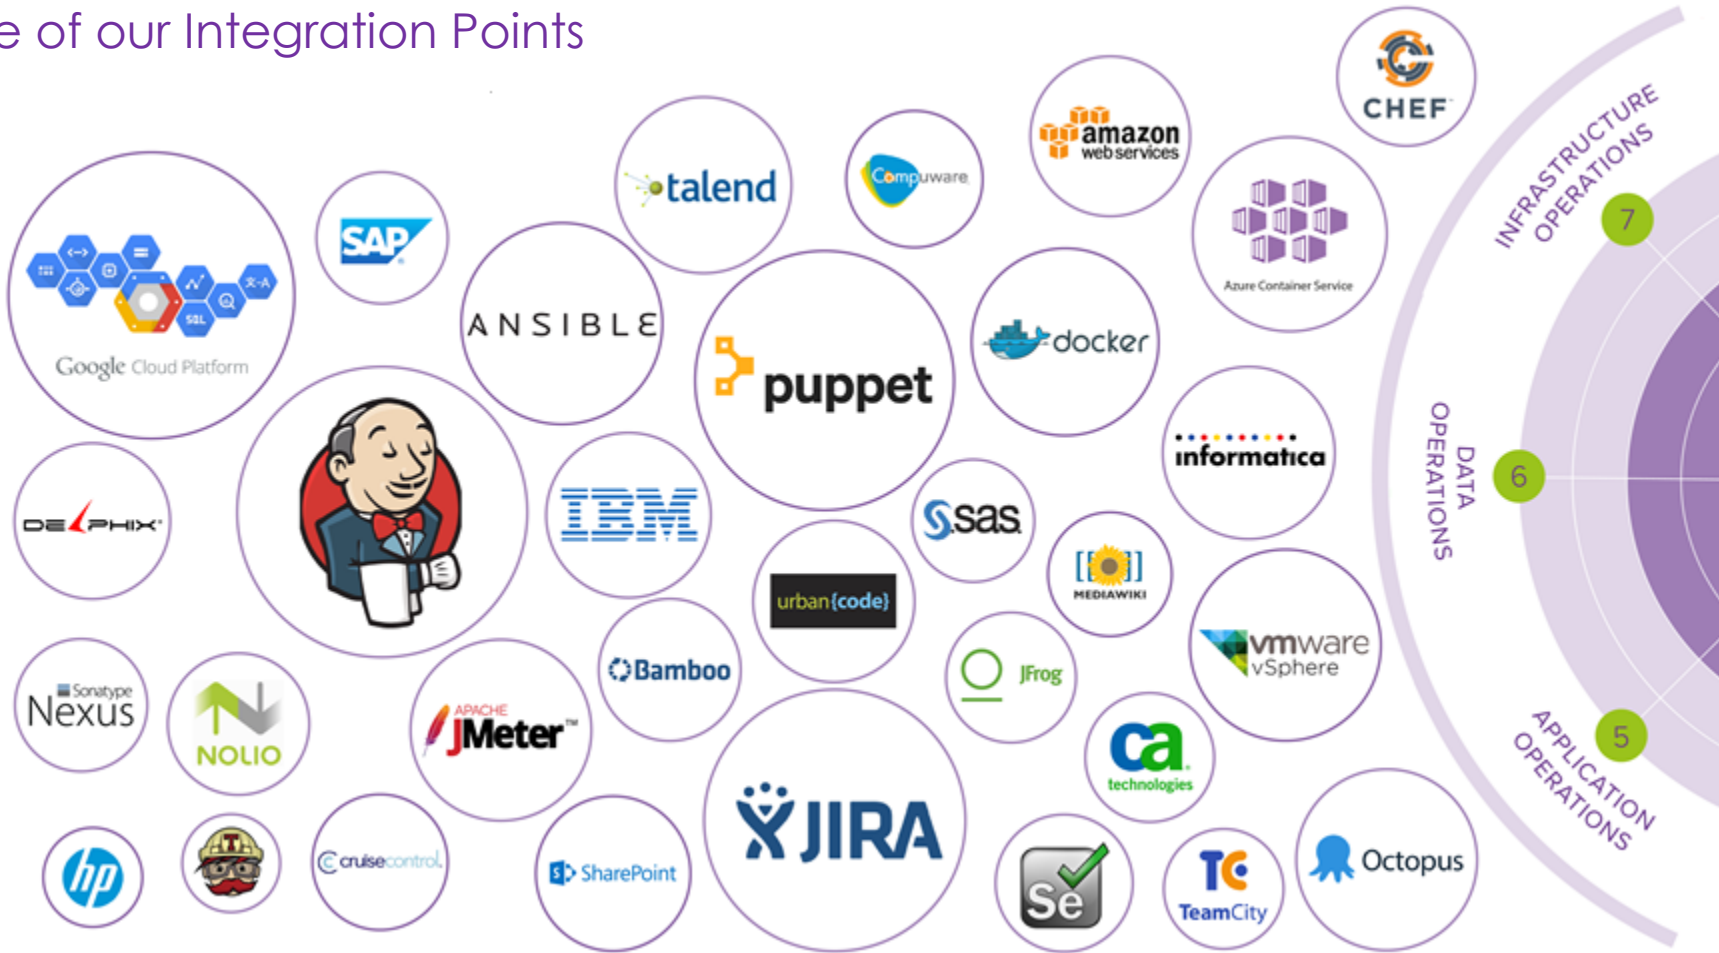 e of our Integration Points
CHEF
amazon
web services
talend
Compuware
SAP
Azure Container Service
INFRASTRUCTURE
OPERATIONS
7
SQL
Google Cloud Platform
ANSIBLE
puppet
docker
informatica
DATA
OPERATIONS
6
DELPHIX
IBM
sas
MEDIAWIKI
urban{code}
Bamboo
JFrog
vmware
vSphere
Sonatype
Nexus
NOLIO
APACHE
JMeter™
ca
technologies
APPLICATION
OPERATIONS
5
JIRA
hp
T
cruisecontrol
S
SharePoint
Se
TC
TeamCity
Octopus